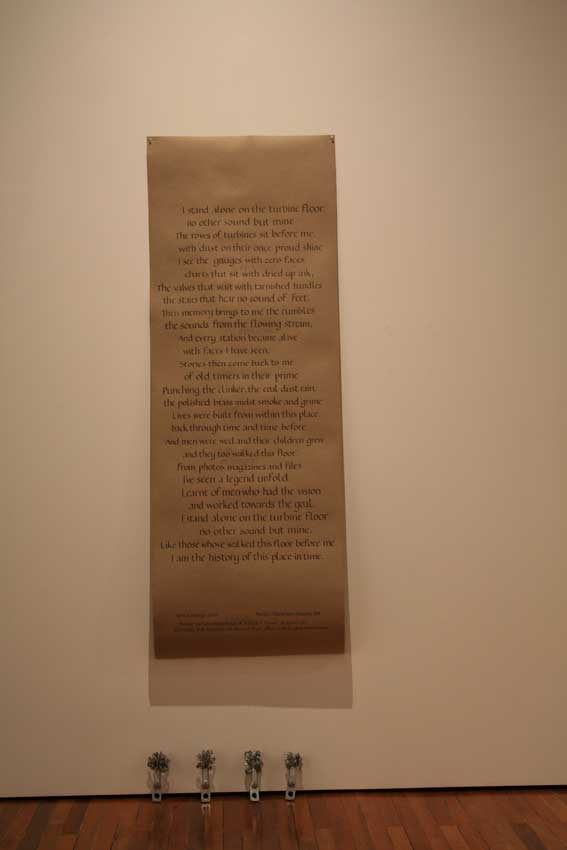 I stand alone on the turbine floor,
no other sound but mine
The rows of turbines sit before me,
with dust on their once proud shine
I see the gauges with zero faces
charts that sit with dried up ink,
The valves that wait with tarnished handles
the stairs that hear no sound of feet.
Then memory brings to me the rumbles
the sounds from the flowing stream,
And every station became alive
with facts I have seen.
Stories then come back to me
of old timers in their prime
Punching the clinker, the coal dust rain,
the polished brass midst smoke and grime
Lives were built from within this place
back through time and time before.
And men were wed, and their children grew
and they too walked this floor
From photos magazines and files
I've seen a legend unfold
Learnt of men who had the vision
and worked towards the goal.
I stand alone on the turbine floor
no other sound but mine.
Like those whove walked this floor before me
I am the history of this place in time.